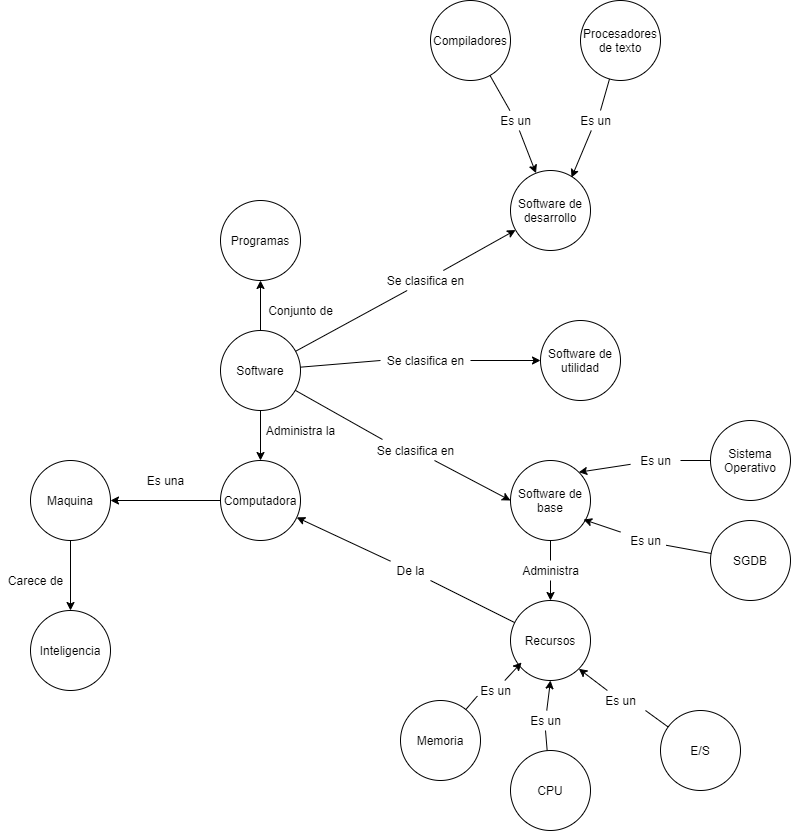 Compiladores
Procesadores
de texto
Es un
Es un
Software de
desarrollo
Programas
Se clasifica en
Conjunto de
Software
Se clasifica en
Software de
utilidad
Administra la
Se clasifica en
Sistema
Operativo
Es un
Maquina
Es una
Computadora
Software de
base
Es un
SGDB
Carece de
De la
Administra
Inteligencia
Recursos
Es un
Es un
Es un
Memoria
E/S
CPU